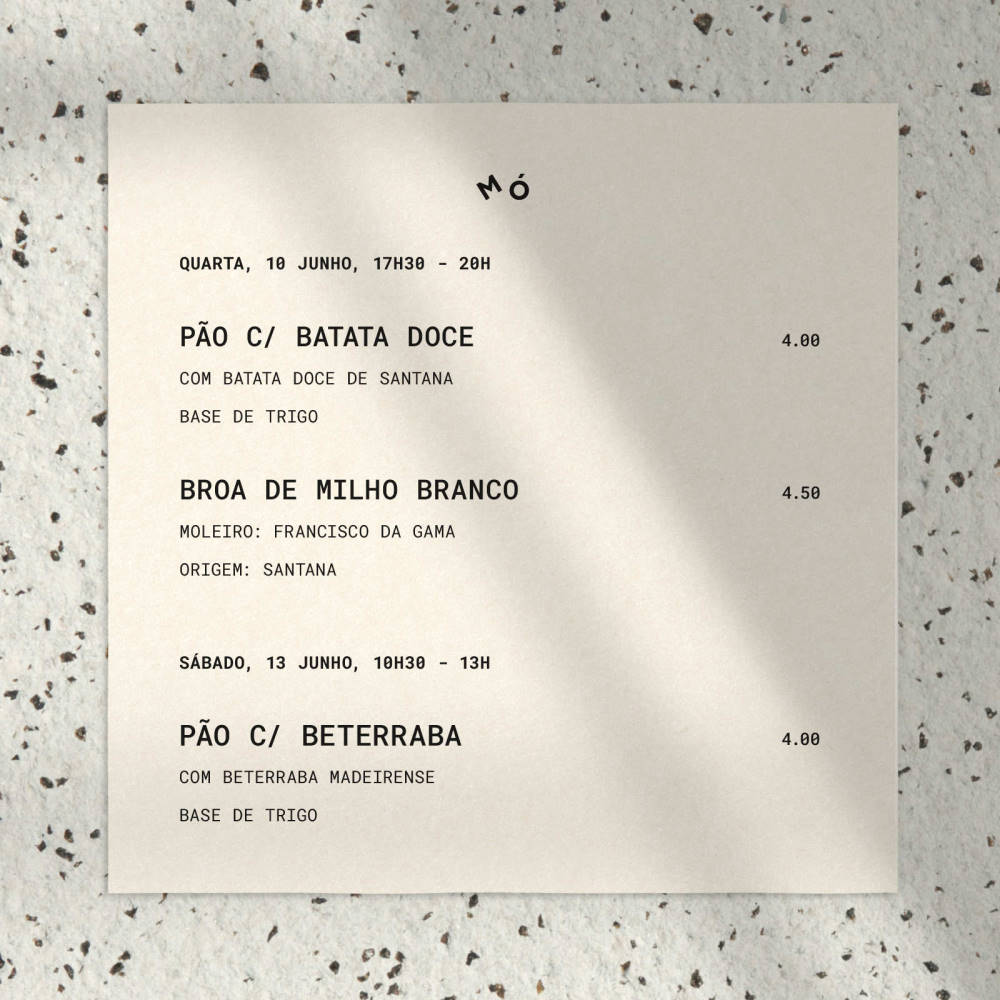 MÓ
QUARTA, 10 JUNHO, 17H30 - 20H
PÃO C/ BATATA DOCE 4.00
COM BATATA DOCE DE SANTANA
BASE DE TRIGO
BROA DE MILHO BRANCO 4.50
MOLEIRO: FRANCISCO DA GAMA
ORIGEM: SANTANA
SÁBADO, 13 JUNHO, 10H30 - 13H
PÃO C/ BETERRABA 4.00
COM BETERRABA MADEIRENSE
BASE DE TRIGO